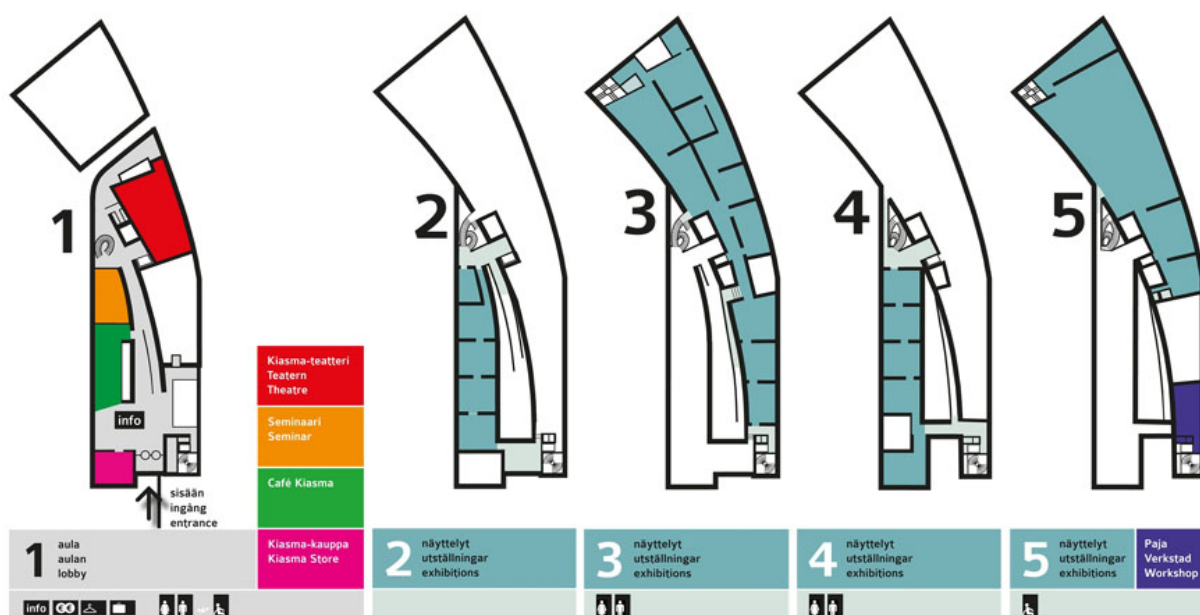 1
2
3
4
5
info
sisään
ingång
entrance
Kiasma-teatteri
Teatern
Theatre
Seminaari
Seminar
Café Kiasma
Kiasma-kauppa
Kiasma Store
1
aula
aulan
lobby
2
näyttelyt
utställningar
exhibitions
3
näyttelyt
utställningar
exhibitions
4
näyttelyt
utställningar
exhibitions
5
näyttelyt
utställningar
exhibitions
Paja
Verkstad
Workshop
info